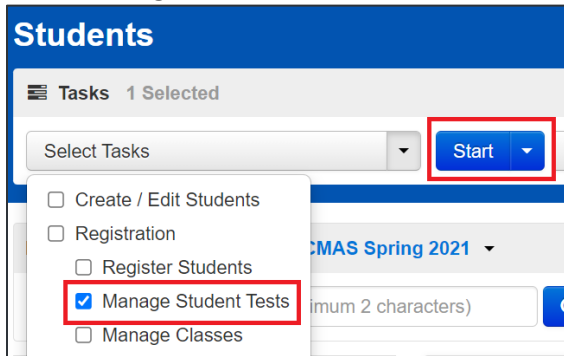 Students
Tasks 1 Selected
Select Tasks
Start
Create / Edit Students
Registration
CMAS Spring 2021
Register Students
Manage Student Tests
imum 2 characters)
Manage Classes